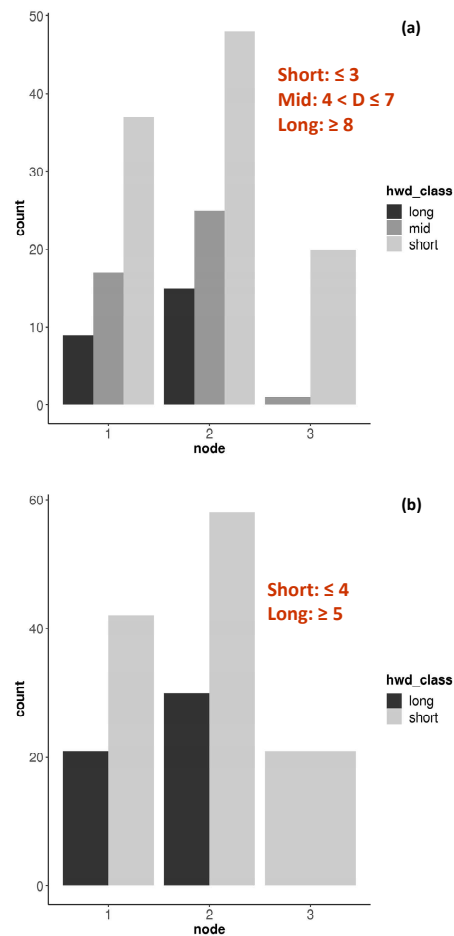 50
(a)
Short: ≤ 3
Mid: 4 < D ≤ 7
Long: ≥ 8
40
30
hwd_class
long
mid
short
count
20
10
0
1 2 3
node
60
(b)
Short: ≤ 4
Long: ≥ 5
40
hwd_class
long
short
count
20
0
1 2 3
node